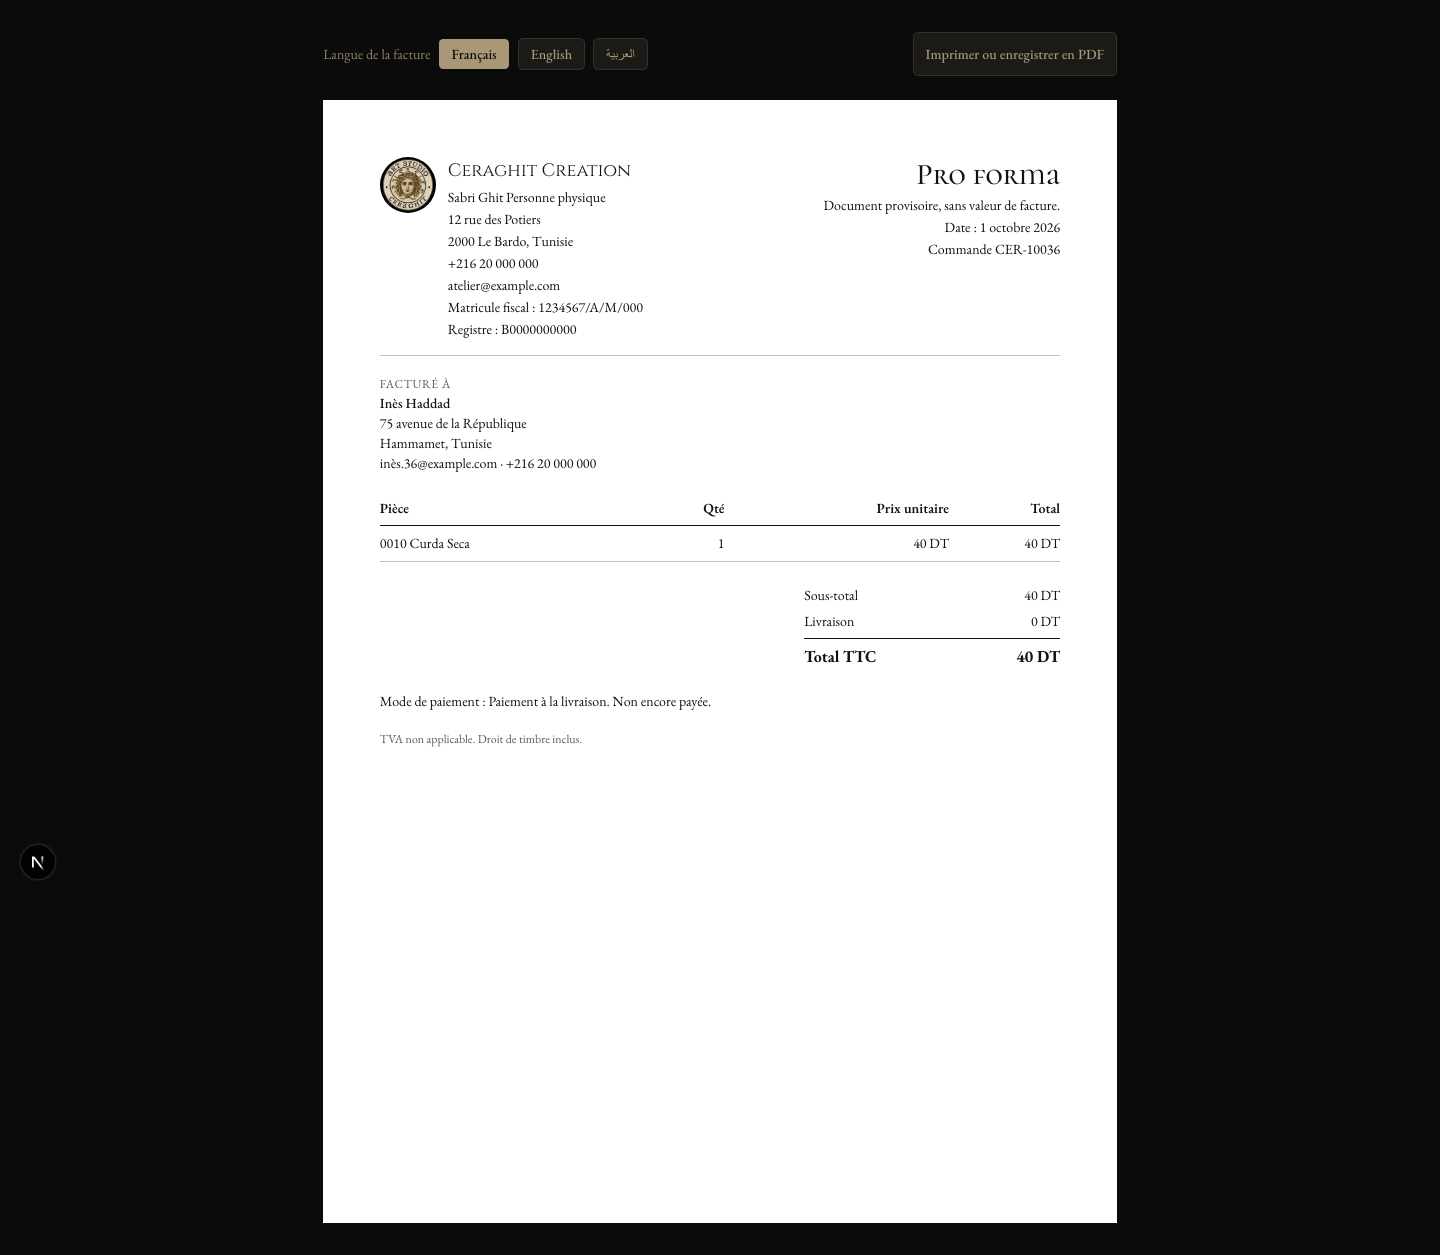 Langue de la facture Français English العربية Imprimer ou enregistrer en PDF
ART STUDIO
CERAGHIT
Ceraghit Creation
Sabri Ghit Personne physique
12 rue des Potiers
2000 Le Bardo, Tunisie
+216 20 000 000
atelier@example.com
Matricule fiscal : 1234567/A/M/000
Registre : B0000000000
Pro forma
Document provisoire, sans valeur de facture.
Date : 1 octobre 2026
Commande CER-10036
FACTURÉ À
Inès Haddad
75 avenue de la République
Hammamet, Tunisie
inès.36@example.com · +216 20 000 000
Pièce Qté Prix unitaire Total
0010 Curda Seca 1 40 DT 40 DT
Sous-total 40 DT
Livraison 0 DT
Total TTC 40 DT
Mode de paiement : Paiement à la livraison. Non encore payée.
TVA non applicable. Droit de timbre inclus.
N